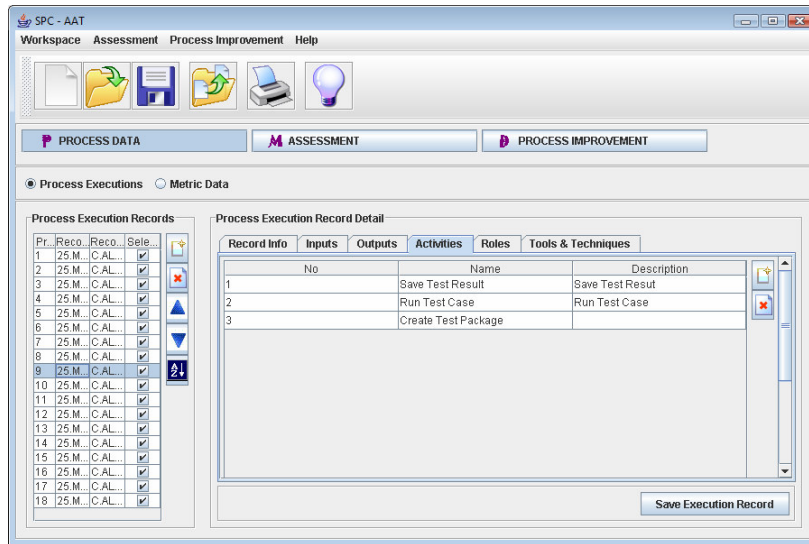 SPC - AAT
Workspace Assessment Process Improvement Help
P PROCESS DATA M ASSESSMENT PROCESS IMPROVEMENT
Process Executions Metric Data
Process Execution Records Process Execution Record Detail
Record Info Inputs Outputs Activities Roles Tools & Techniques
Pr... Reco... Reco... Sele...
No Name Description
1 Save Test Result Save Test Resut
2 Run Test Case Run Test Case
3 Create Test Package
1 25.M... C.AL...
2 25.M... C.AL...
3 25.M... C.AL...
4 25.M... C.AL...
5 25.M... C.AL...
6 25.M... C.AL...
7 25.M... C.AL...
8 25.M... C.AL...
9 25.M... C.AL...
10 25.M... C.AL...
11 25.M... C.AL...
12 25.M... C.AL...
13 25.M... C.AL...
14 25.M... C.AL...
15 25.M... C.AL...
16 25.M... C.AL...
17 25.M... C.AL...
18 25.M... C.AL...
Save Execution Record